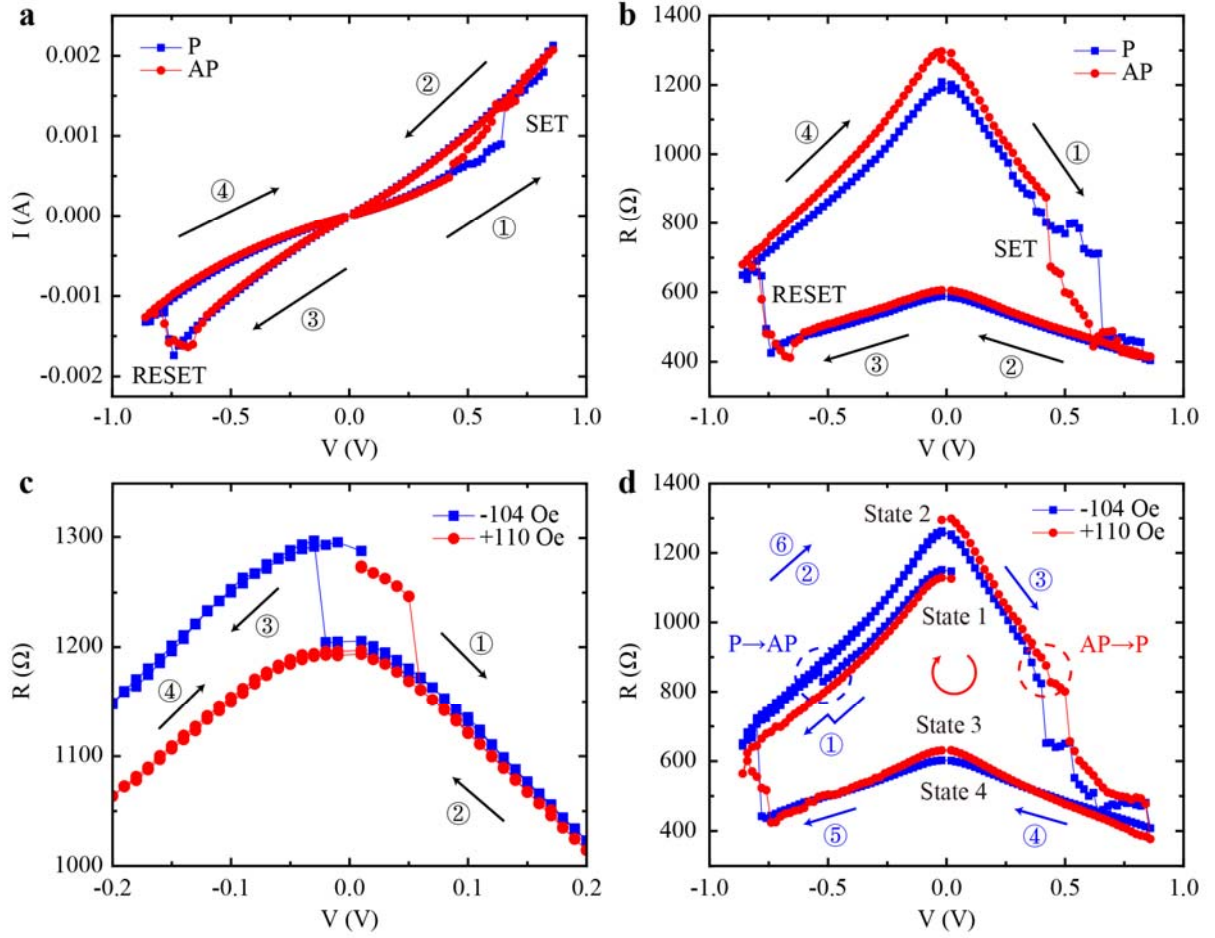 a
P
AP
②
SET
④
①
③
RESET
0.002
0.001
0.000
-0.001
-0.002
I (A)
-1.0 -0.5 0.0 0.5 1.0
V (V)
b
P
AP
④
①
SET
RESET
③
②
1400
1200
1000
800
600
400
R (Ω)
-1.0 -0.5 0.0 0.5 1.0
V (V)
c
-104 Oe
+110 Oe
③
①
④
②
1300
1200
1100
1000
R (Ω)
-0.2 -0.1 0.0 0.1 0.2
V (V)
d
State 2
-104 Oe
+110 Oe
⑥
②
③
State 1
P→AP
AP→P
①
State 3
State 4
⑤
④
1400
1200
1000
800
600
400
R (Ω)
-1.0 -0.5 0.0 0.5 1.0
V (V)